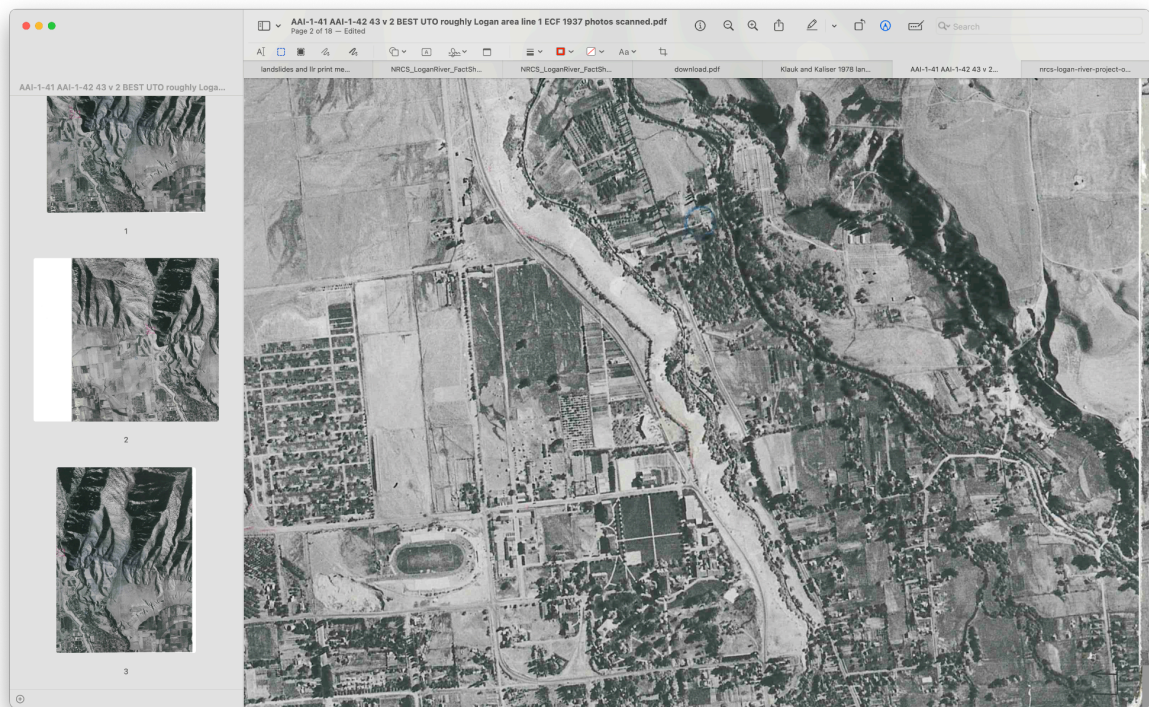 AAI-1-41 AAI-1-42 43 v 2 BEST UTO roughly Logan area line 1 ECF 1937 photos scanned.pdf
Page 2 of 18 — Edited
Search
Aa
landslides and llr print me...
NRCS_LoganRiver_FactSh...
NRCS_LoganRiver_FactSh...
download.pdf
Klauk and Kaliser 1978 lan...
AAI-1-41 AAI-1-42 43 v 2...
nrcs-logan-river-project-o...
AAI-1-41 AAI-1-42 43 v 2 BEST UTO roughly Loga...
1
2
3